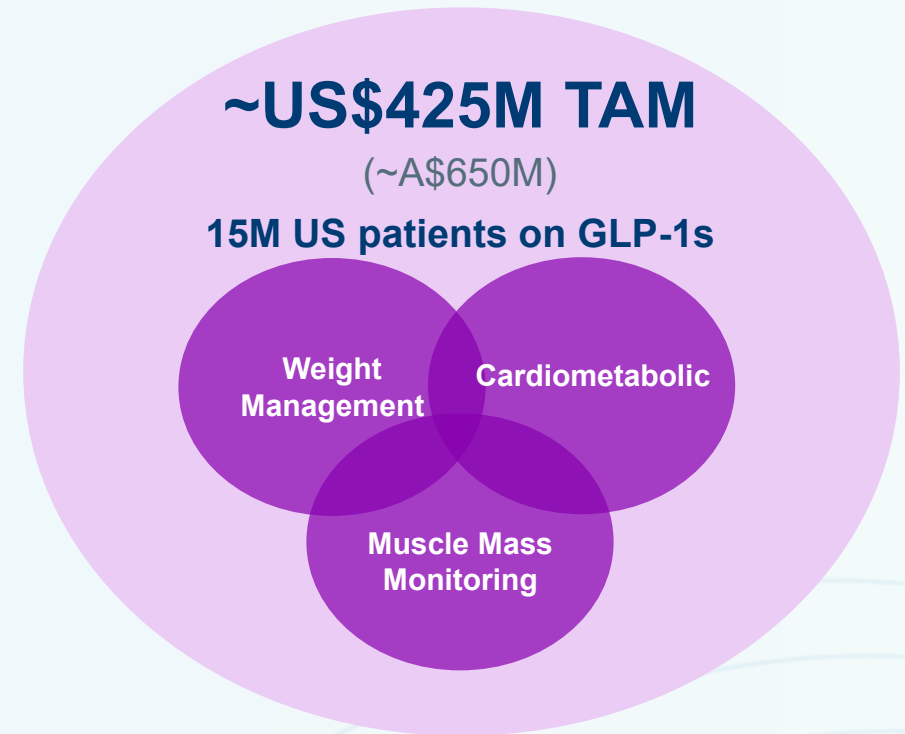 ~US$425M TAM
(~A$650M)
15M US patients on GLP-1s
Weight
Management
Cardiometabolic
Muscle Mass
Monitoring